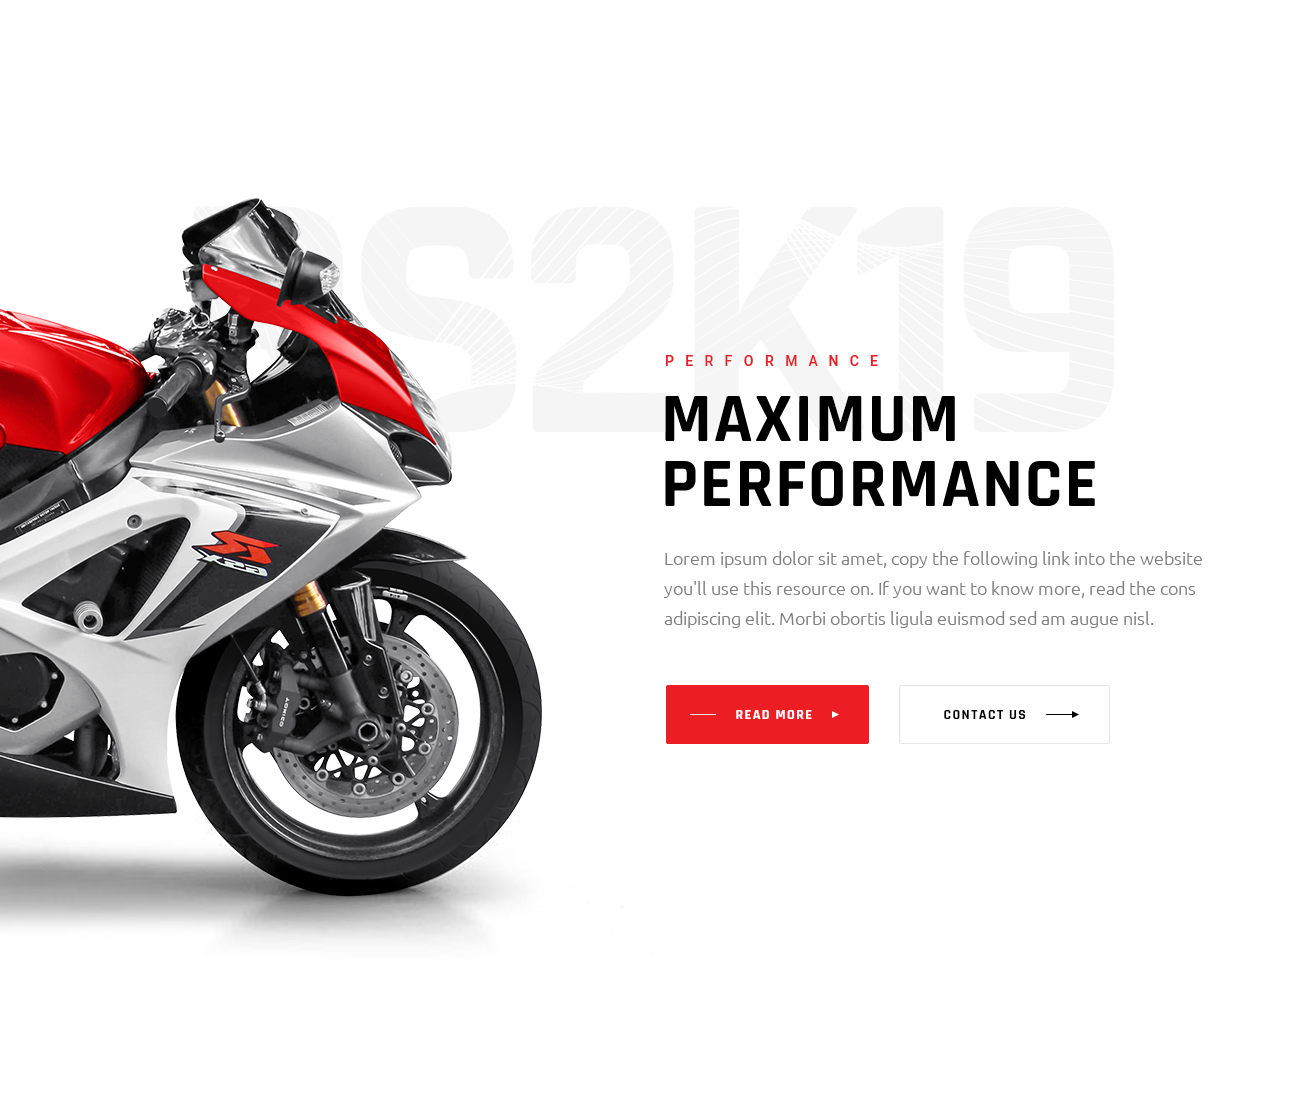 S2K19
PERFORMANCE
MAXIMUM
PERFORMANCE
Lorem ipsum dolor sit amet, copy the following link into the website
you'll use this resource on. If you want to know more, read the cons
adipiscing elit. Morbi obortis ligula euismod sed am augue nisl.
READ MORE
CONTACT US